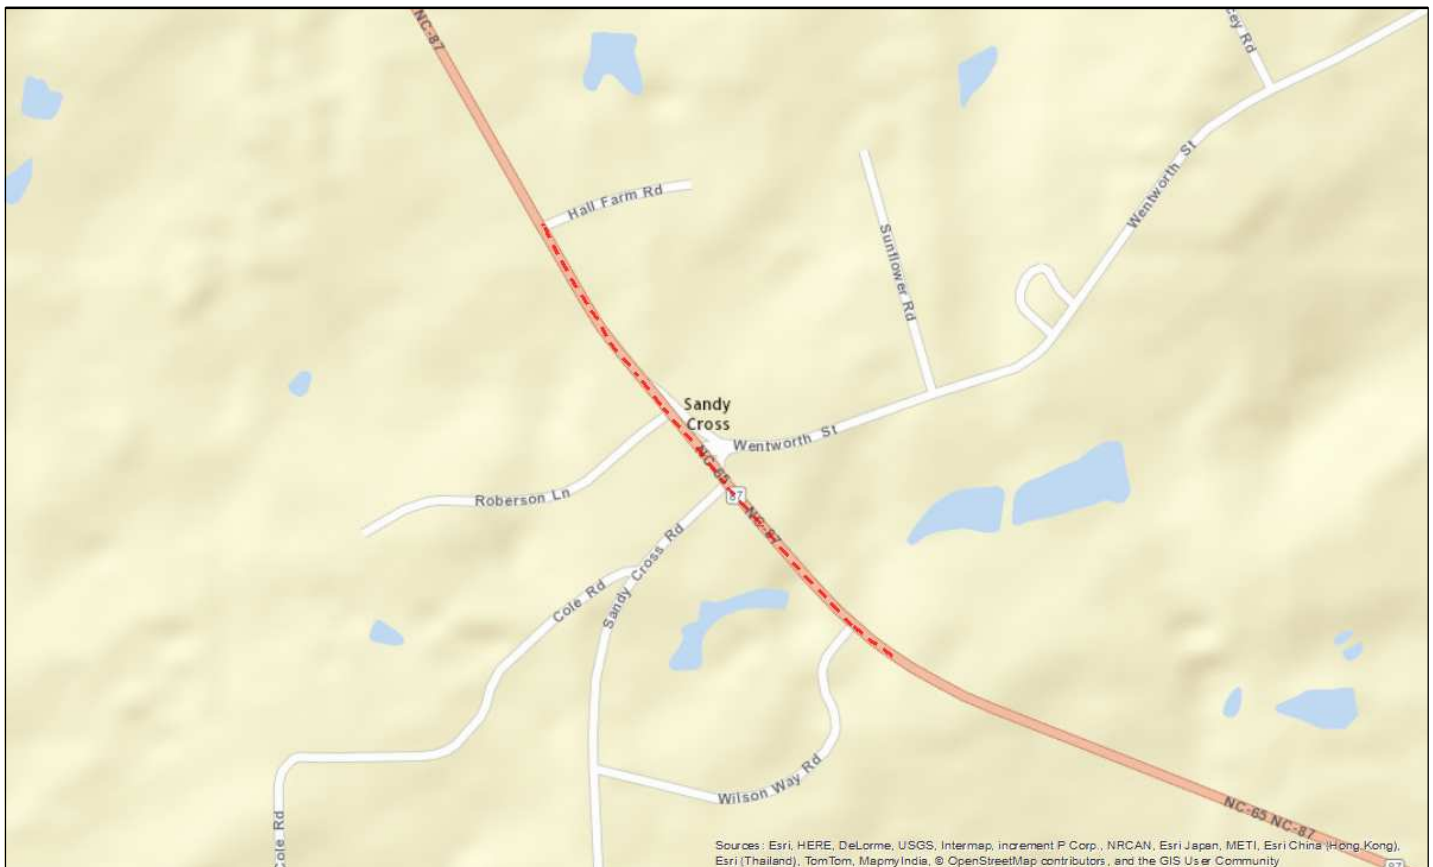 NC-87
cey Rd
Hall Farm Rd
Wentworth St
Sunflower Rd
Sandy
Cross
Wentworth St
NC-65
87
NC-87
Roberson Ln
Sandy Cross Rd
Cole Rd
Wilson Way Rd
Cole Rd
NC-65 NC-87
87
Sources: Esri, HERE, DeLorme, USGS, Intermap, increment P Corp., NRCAN, Esri Japan, METI, Esri China (Hong Kong),
Esri (Thailand), TomTom, MapmyIndia, © OpenStreetMap contributors, and the GIS User Community